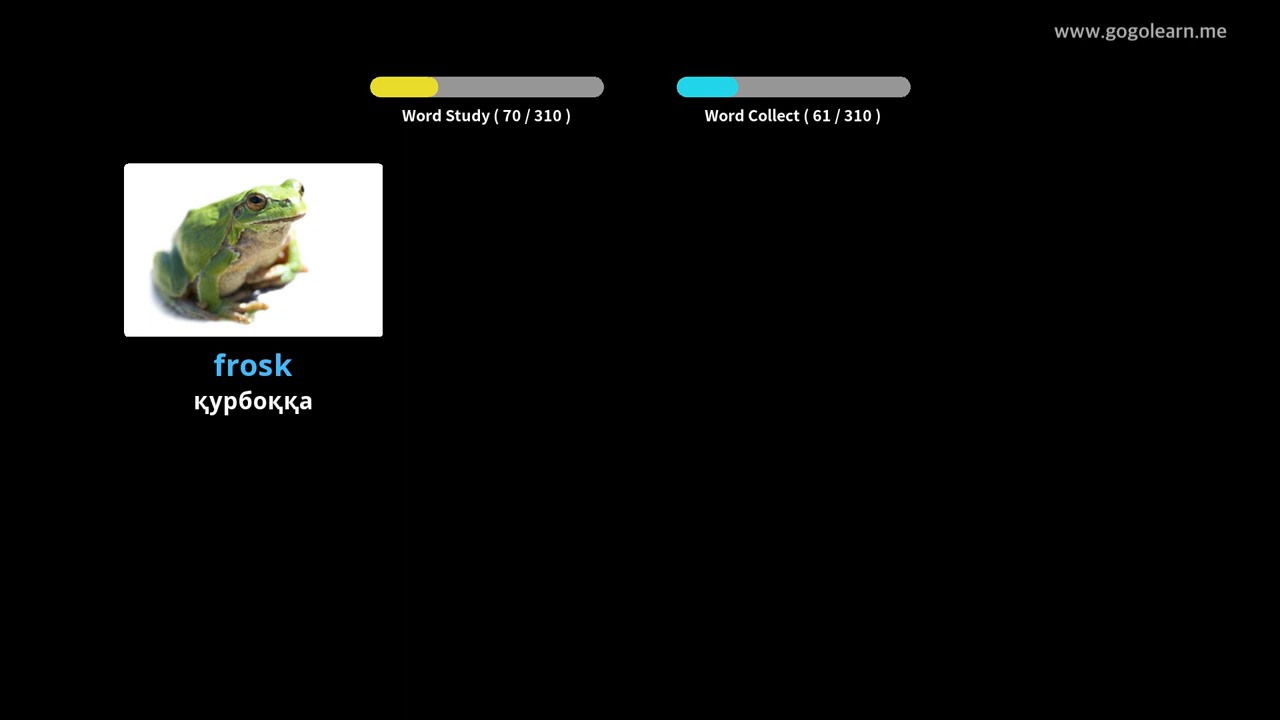 www.gogolearn.me
Word Study ( 70 / 310 )
Word Collect ( 61 / 310 )
frosk
қурбоққа